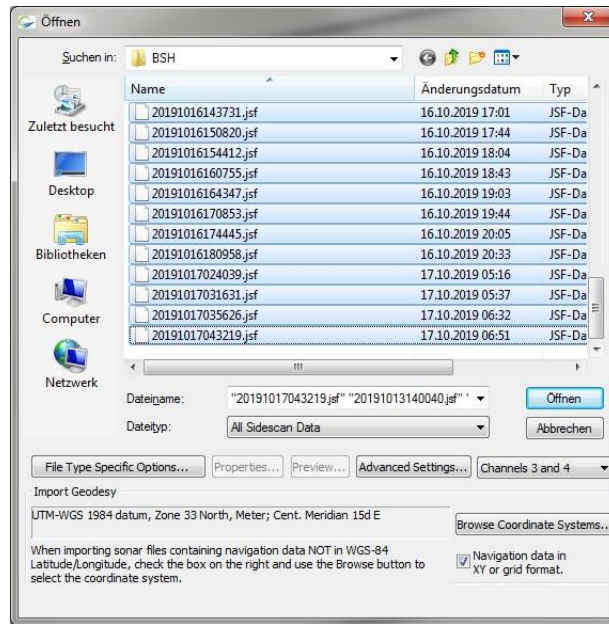 Öffnen
Suchen in: BSH
Name Änderungsdatum Typ
20191016143731.jsf 16.10.2019 17:01 JSF-Da
20191016150820.jsf 16.10.2019 17:44 JSF-Da
20191016154412.jsf 16.10.2019 18:04 JSF-Da
20191016160755.jsf 16.10.2019 18:43 JSF-Da
20191016164347.jsf 16.10.2019 19:03 JSF-Da
20191016170853.jsf 16.10.2019 19:44 JSF-Da
20191016174445.jsf 16.10.2019 20:05 JSF-Da
20191016180958.jsf 16.10.2019 20:33 JSF-Da
20191017024039.jsf 17.10.2019 05:16 JSF-Da
20191017031631.jsf 17.10.2019 05:37 JSF-Da
20191017035626.jsf 17.10.2019 06:32 JSF-Da
20191017043219.jsf 17.10.2019 06:51 JSF-Da
Zuletzt besucht
Desktop
Bibliotheken
Computer
Netzwerk
Dateiname: "20191017043219.jsf" "20191013140040.jsf" " Öffnen
Dateityp: All Sidescan Data Abbrechen
File Type Specific Options... Properties... Preview... Advanced Settings... Channels 3 and 4
Import Geodesy
UTM-WGS 1984 datum, Zone 33 North, Meter; Cent. Meridian 15d E
Browse Coordinate Systems..
When importing sonar files containing navigation data NOT in WGS-84
Latitude/Longitude, check the box on the right and use the Browse button to
select the coordinate system.
Navigation data in
XY or grid format.